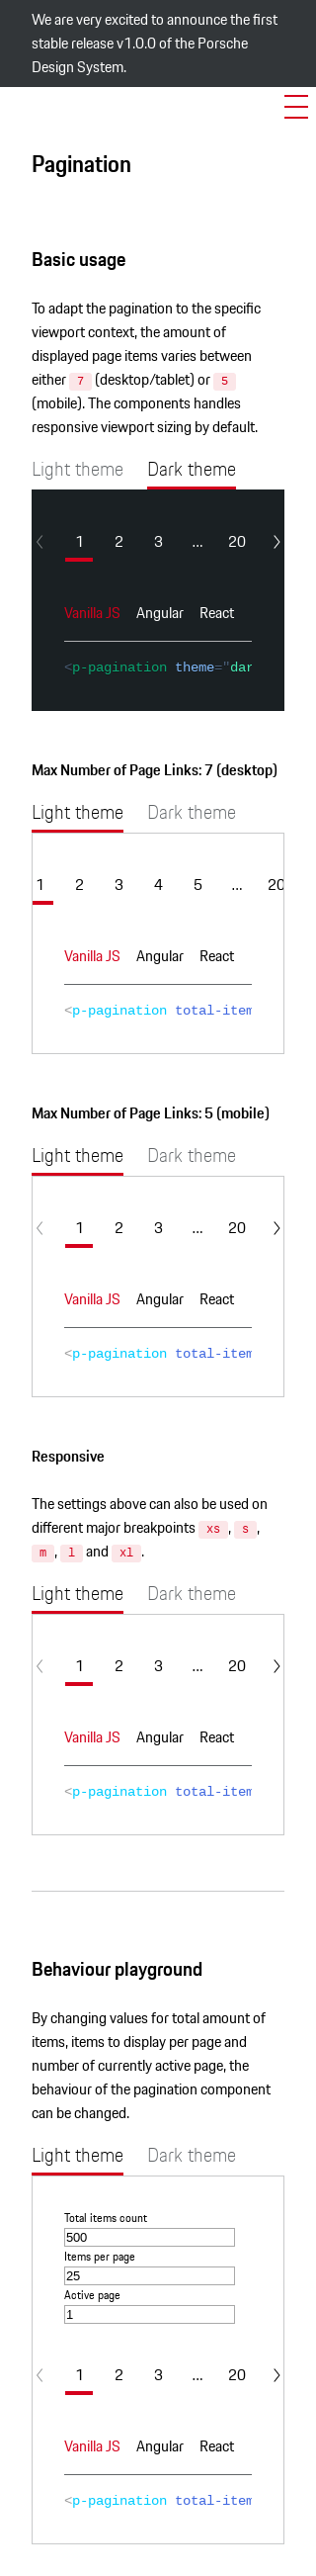 We are very excited to announce the first
stable release v1.0.0 of the Porsche
Design System.
Pagination
Basic usage
To adapt the pagination to the specific
viewport context, the amount of
displayed page items varies between
either 7 (desktop/tablet) or 5
(mobile). The components handles
responsive viewport sizing by default.
Light theme Dark theme
1 2 3 ... 20
Vanilla JS Angular React
<p-pagination theme="dar
Max Number of Page Links: 7 (desktop)
Light theme Dark theme
1 2 3 4 5 ... 20
Vanilla JS Angular React
<p-pagination total-item
Max Number of Page Links: 5 (mobile)
Light theme Dark theme
1 2 3 ... 20
Vanilla JS Angular React
<p-pagination total-item
Responsive
The settings above can also be used on
different major breakpoints xs, s,
m, l and xl.
Light theme Dark theme
1 2 3 ... 20
Vanilla JS Angular React
<p-pagination total-item
Behaviour playground
By changing values for total amount of
items, items to display per page and
number of currently active page, the
behaviour of the pagination component
can be changed.
Light theme Dark theme
Total items count
500
Items per page
25
Active page
1
1 2 3 ... 20
Vanilla JS Angular React
<p-pagination total-item